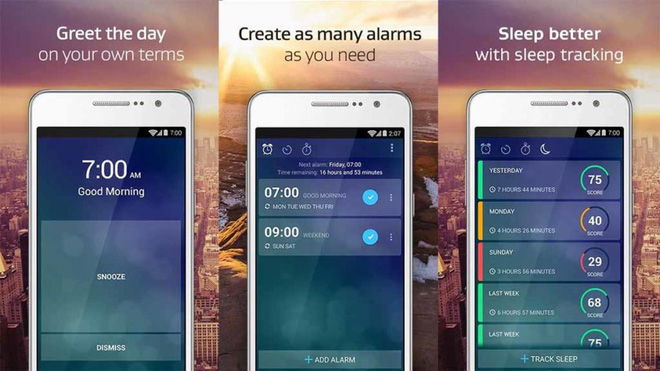 Greet the day
on your own terms
7:00
7:00 AM
Good Morning
SNOOZE
DISMISS
Create as many alarms
as you need
2:07
Next alarm: Friday, 07:00
Time remaining: 16 hours and 53 minutes
07:00 GOOD MORNING
MON TUE WED THU FRI
09:00 WEEKEND
SUN SAT
+ ADD ALARM
Sleep better
with sleep tracking
7:00
YESTERDAY
7 HOURS 44 MINUTES
75
SCORE
MONDAY
4 HOURS 26 MINUTES
40
SCORE
SUNDAY
3 HOURS 56 MINUTES
29
SCORE
LAST WEEK
6 HOURS 57 MINUTES
68
SCORE
LAST WEEK
75
+ TRACK SLEEP